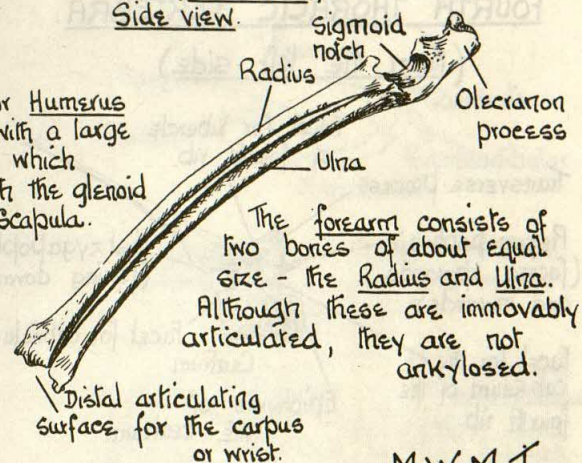 Side view.
Sigmoid
notch
Radius
Humerus
with a large
which
the glenoid
Scapula.
Olecranon
process
Ulna
The forearm consists of
two bones of about equal
size - the Radius and Ulna.
Although these are immovably
articulated, they are not
ankylosed.
Distal articulating
surface for the carpus
or wrist.